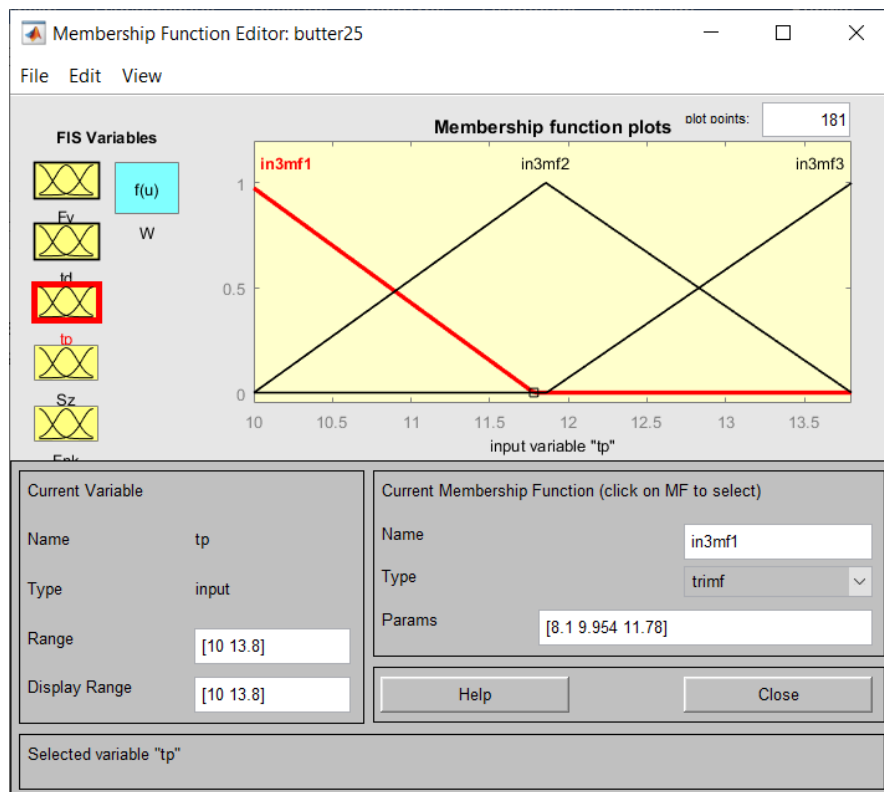 Membership Function Editor: butter25
File Edit View
FIS Variables
Membership function plots
plot points:
181
f(u)
W
Fv
td
tp
Sz
in3mf1
in3mf2
in3mf3
1
0.5
0
10
10.5
11
11.5
12
12.5
13
13.5
input variable "tp"
Current Variable
Name
tp
Type
input
Range
[10 13.8]
Display Range
[10 13.8]
Current Membership Function (click on MF to select)
Name
in3mf1
Type
trimf
Params
[8.1 9.954 11.78]
Help
Close
Selected variable "tp"